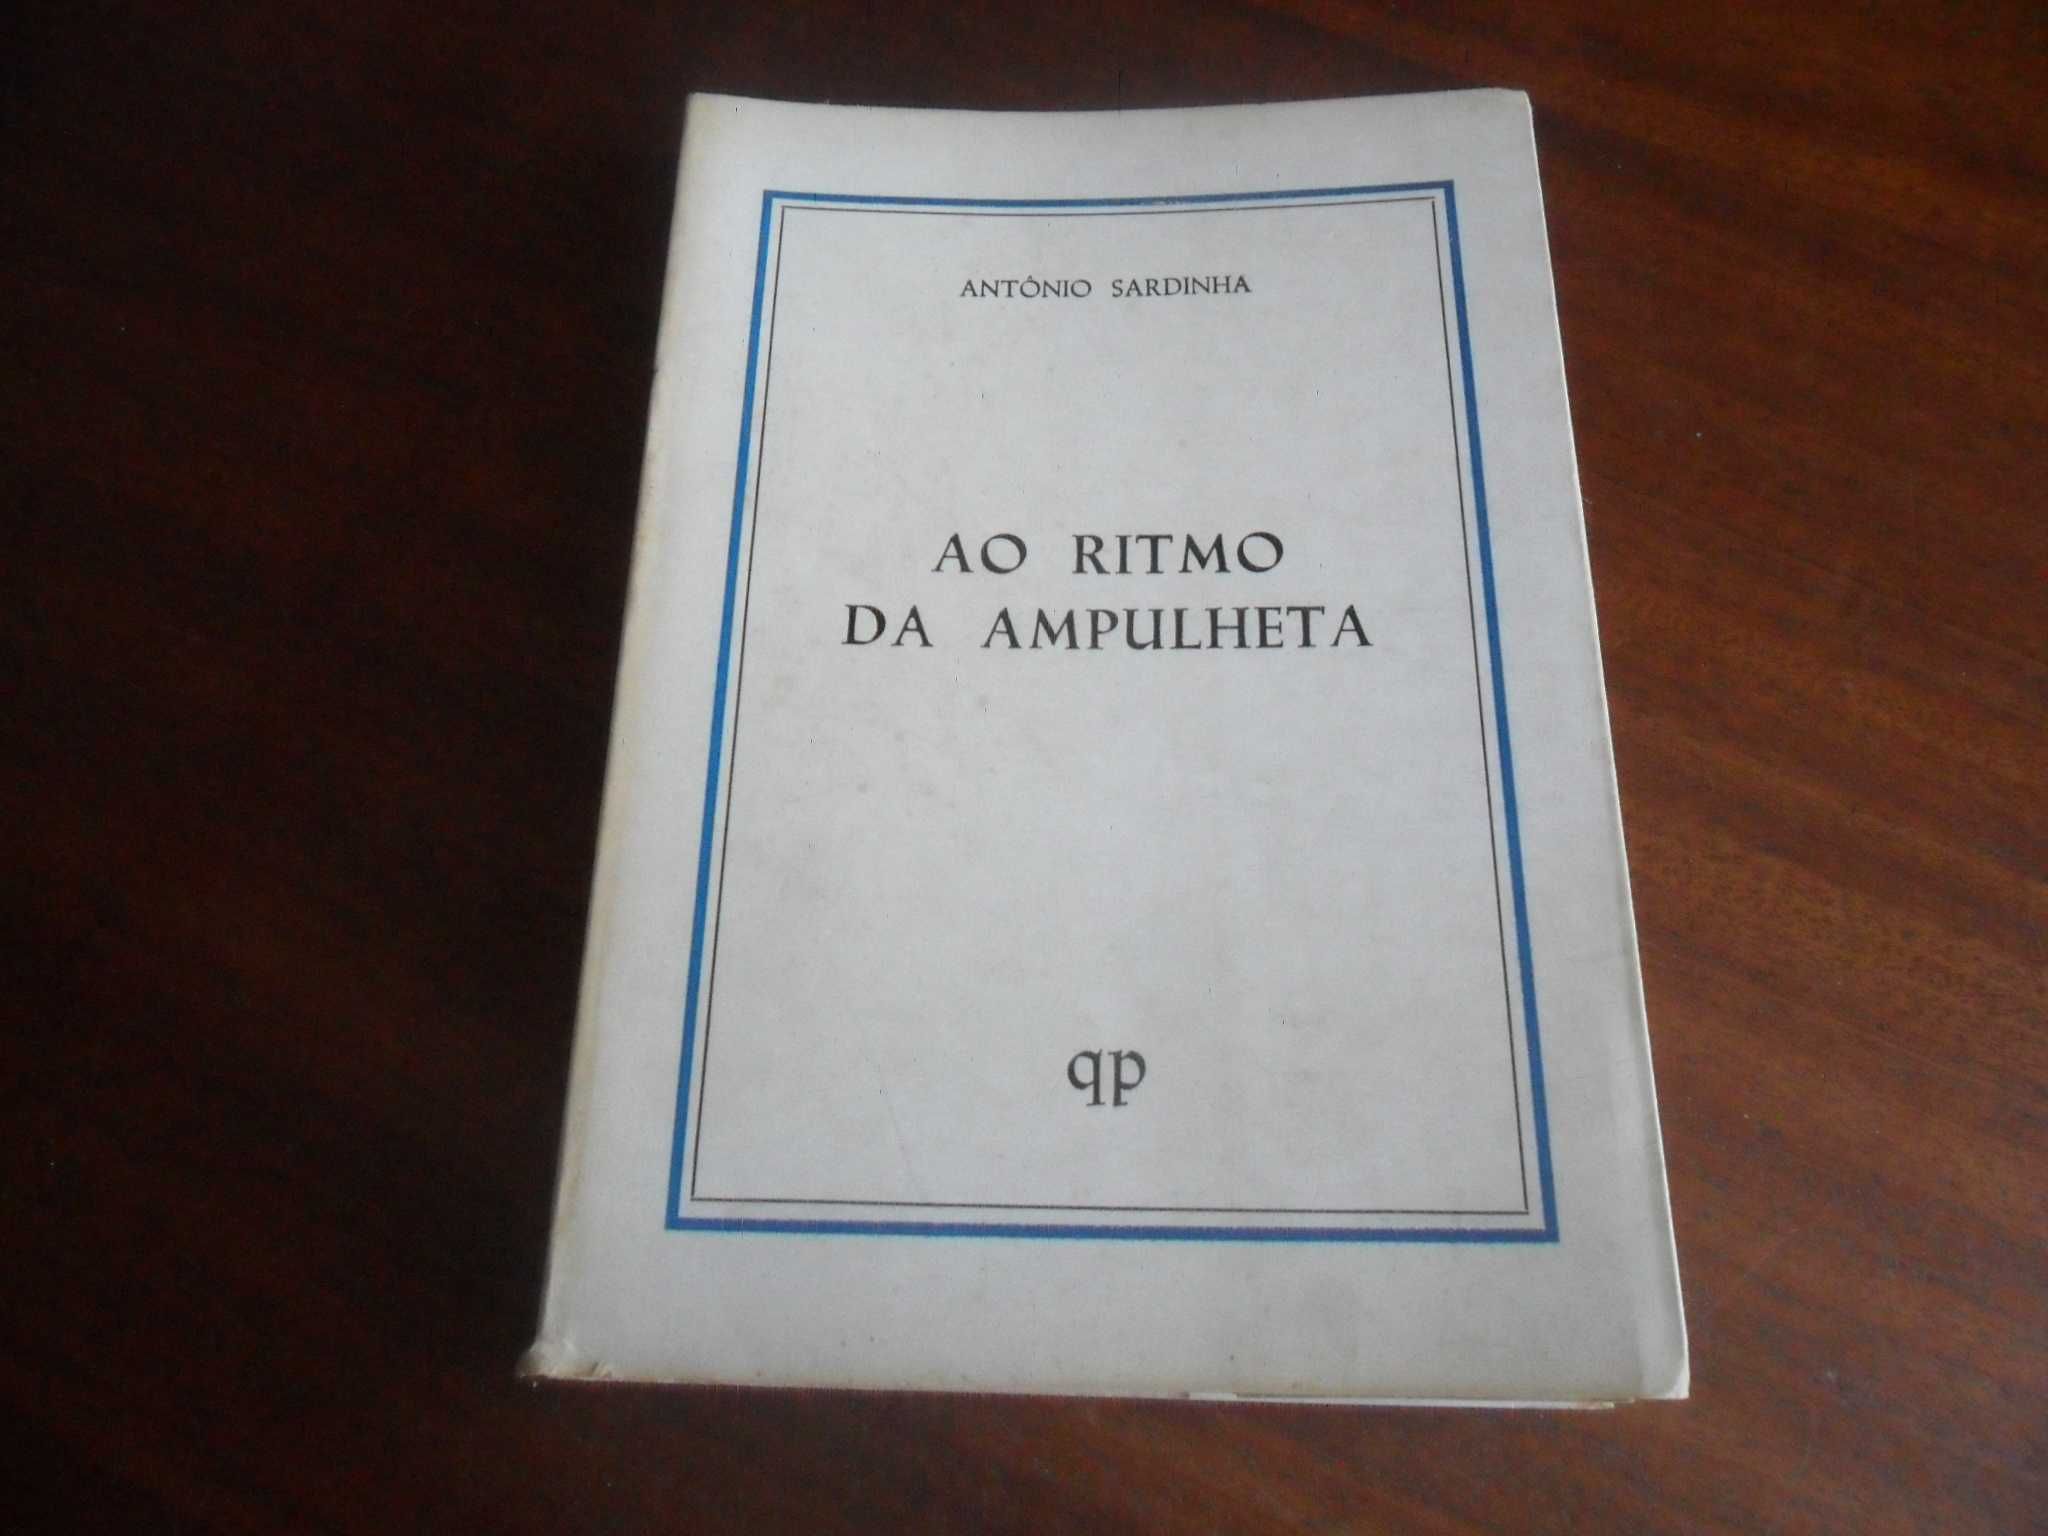 ANTÔNIO SARDINHA
AO RITMO
DA AMPULHETA
qp